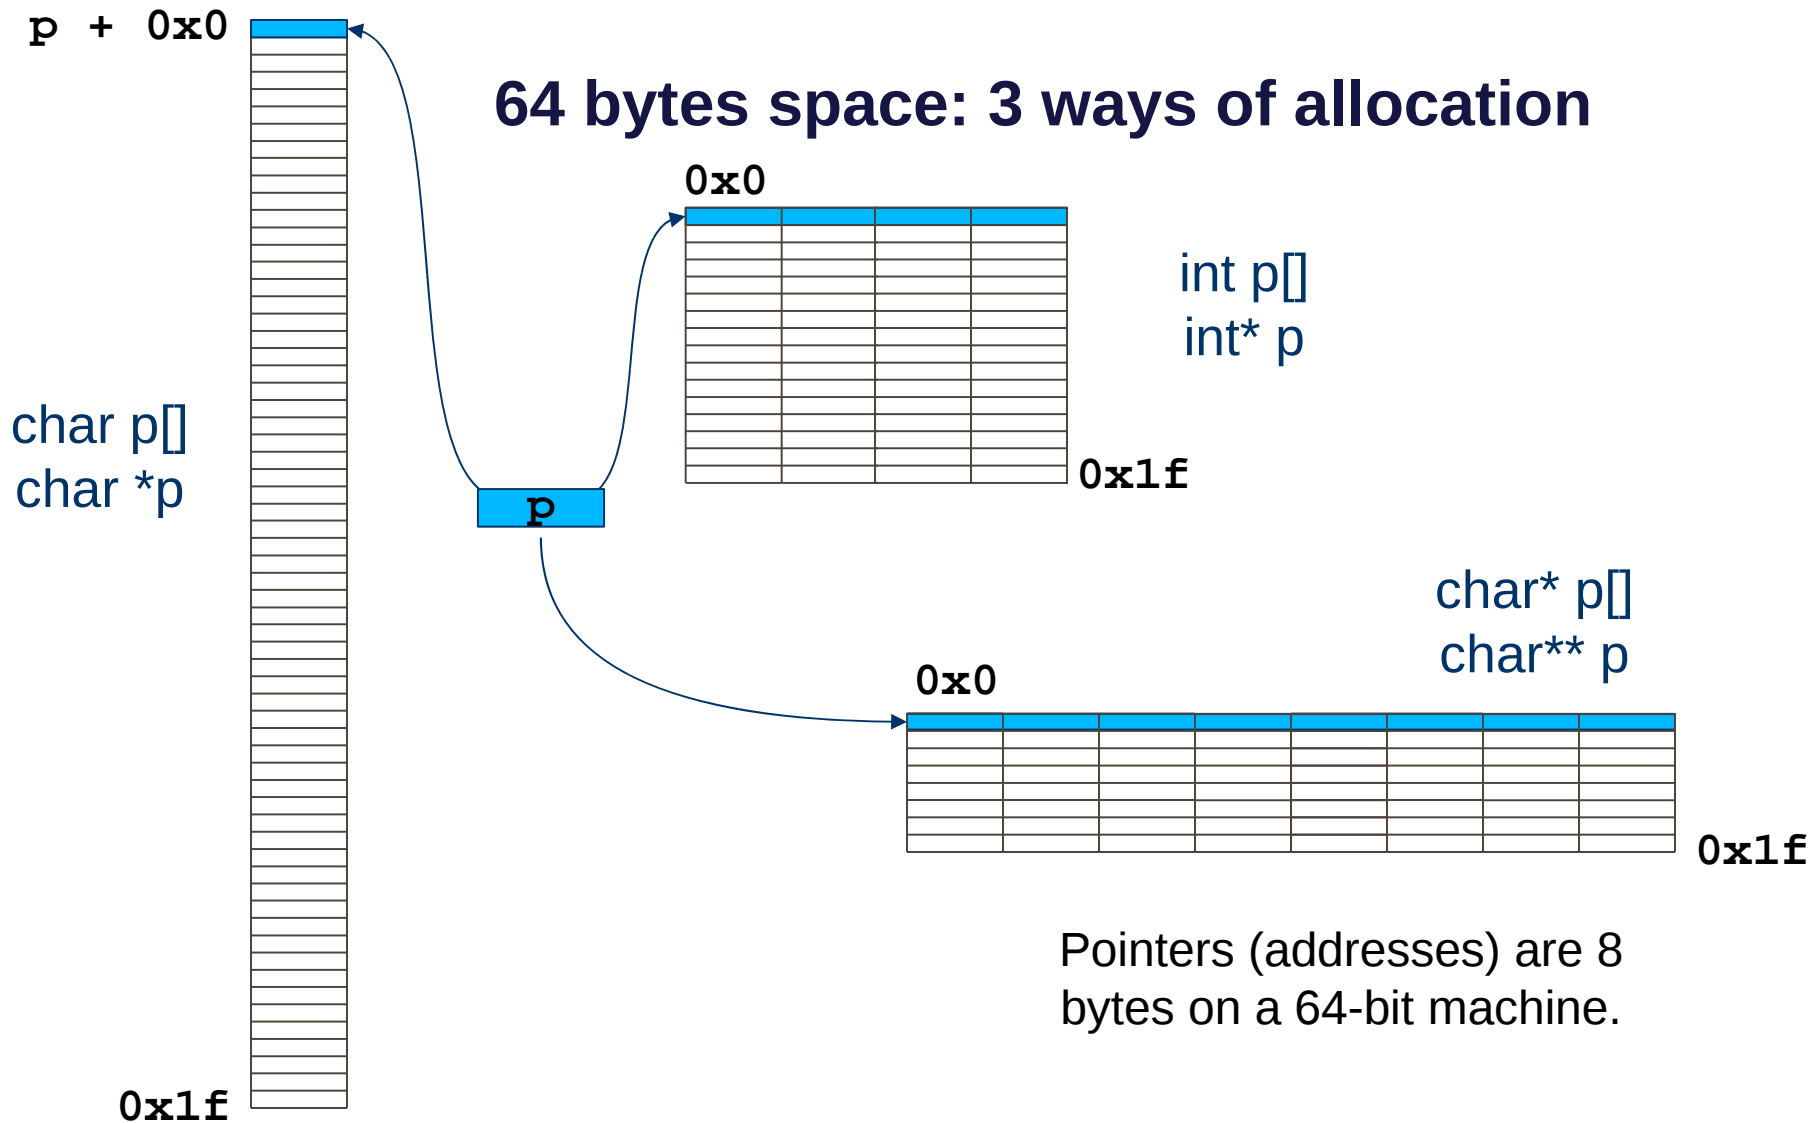 p + 0x0
64 bytes space: 3 ways of allocation
0x0
int p[]
int* p
0x1f
char p[]
char *p
p
char* p[]
char** p
0x0
0x1f
Pointers (addresses) are 8
bytes on a 64-bit machine.
0x1f